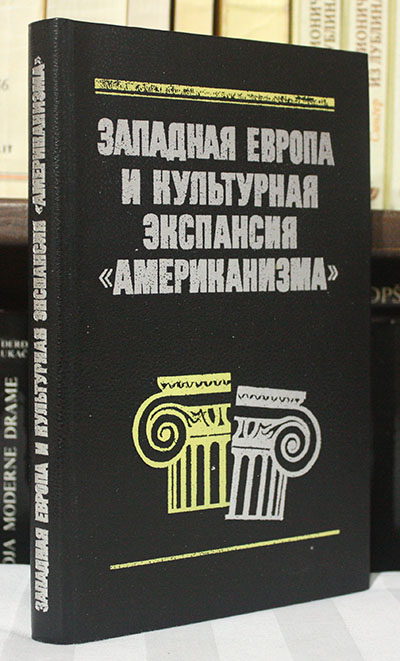 ЗАПАДНАЯ ЕВРОПА
И КУЛЬТУРНАЯ
ЭКСПАНСИЯ
«АМЕРИКАНИЗМА»
ЗАПАДНАЯ ЕВРОПА И КУЛЬТУРНАЯ ЭКСПАНСИЯ «АМЕРИКАНИЗМА»
MODERNE DRAME